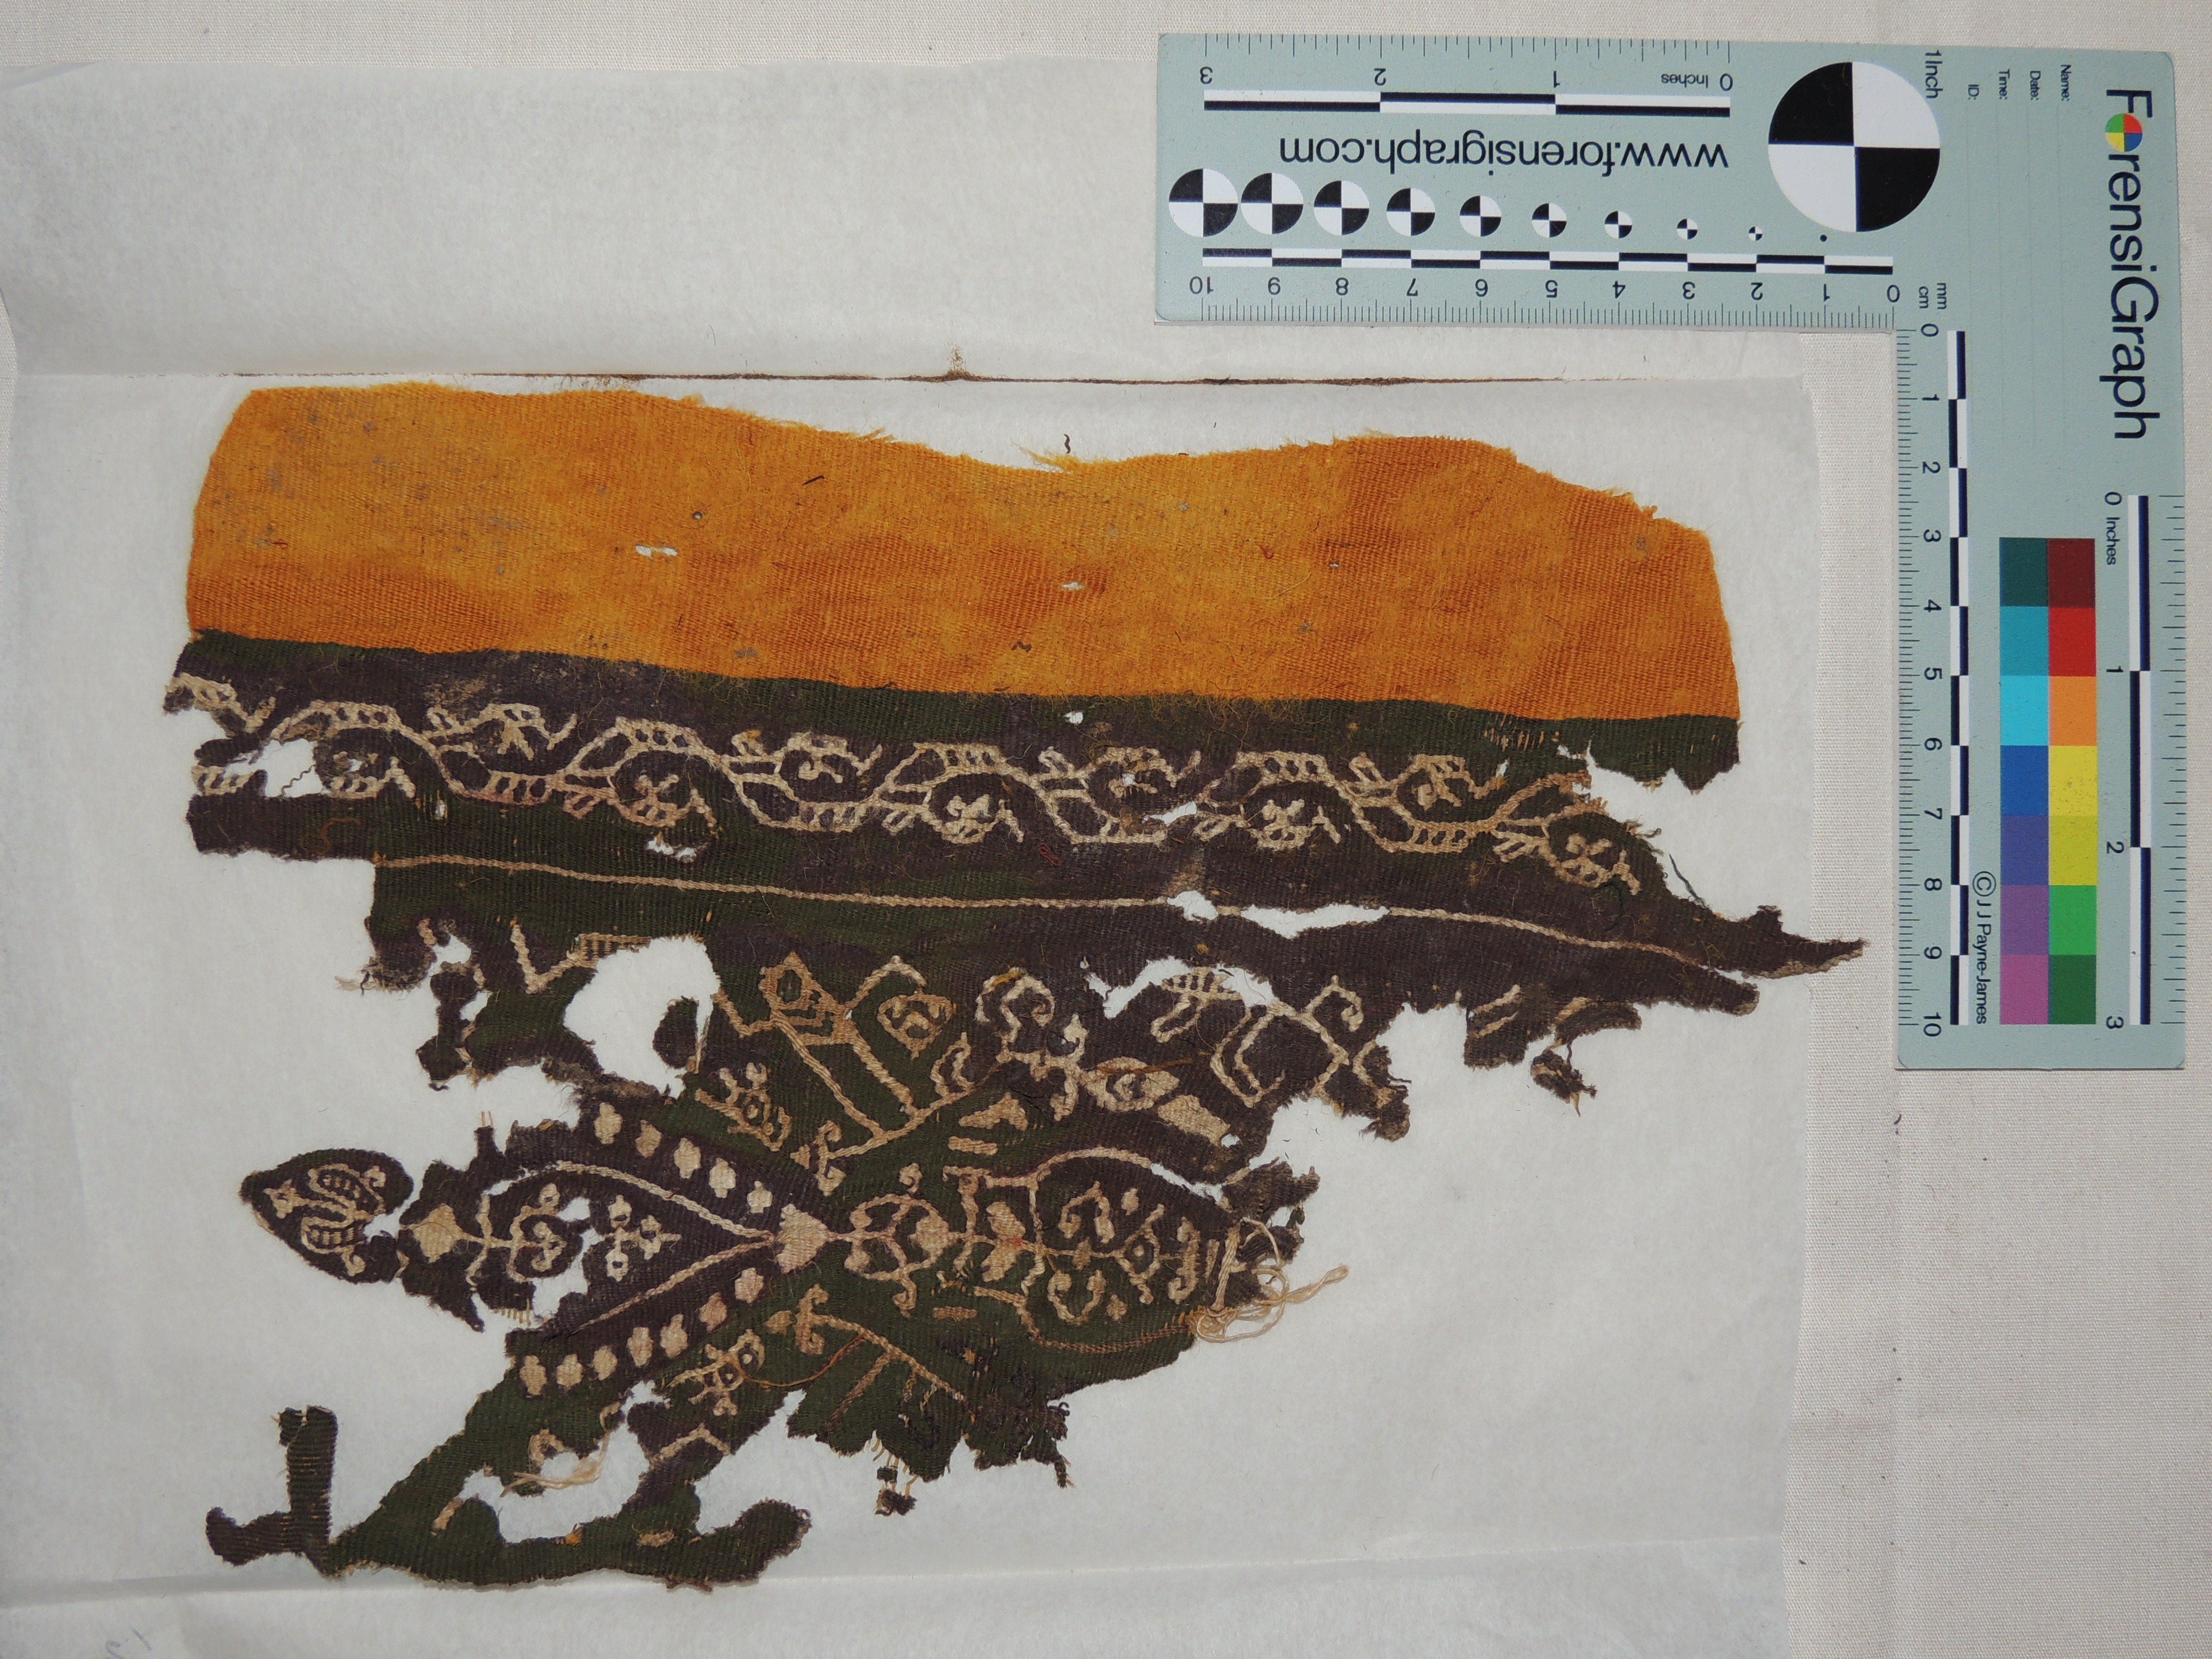 ForensiGraph
Name:
Date:
Time:
ID:
1 Inch
0 Inches 1 2 3
www.forensigraph.com
10 9 8 7 6 5 4 3 2 1 0
mm
cm
0 1 2 3 4 5 6 7 8 9 10
0 Inches 1 2 3
© J J Payne-James